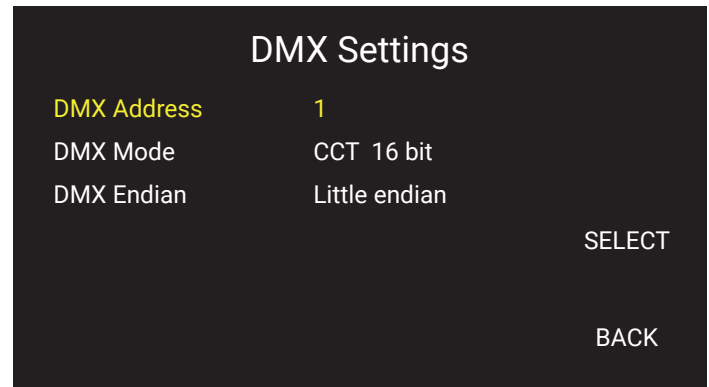 DMX Settings
DMX Address 1
DMX Mode CCT 16 bit
DMX Endian Little endian
SELECT
BACK